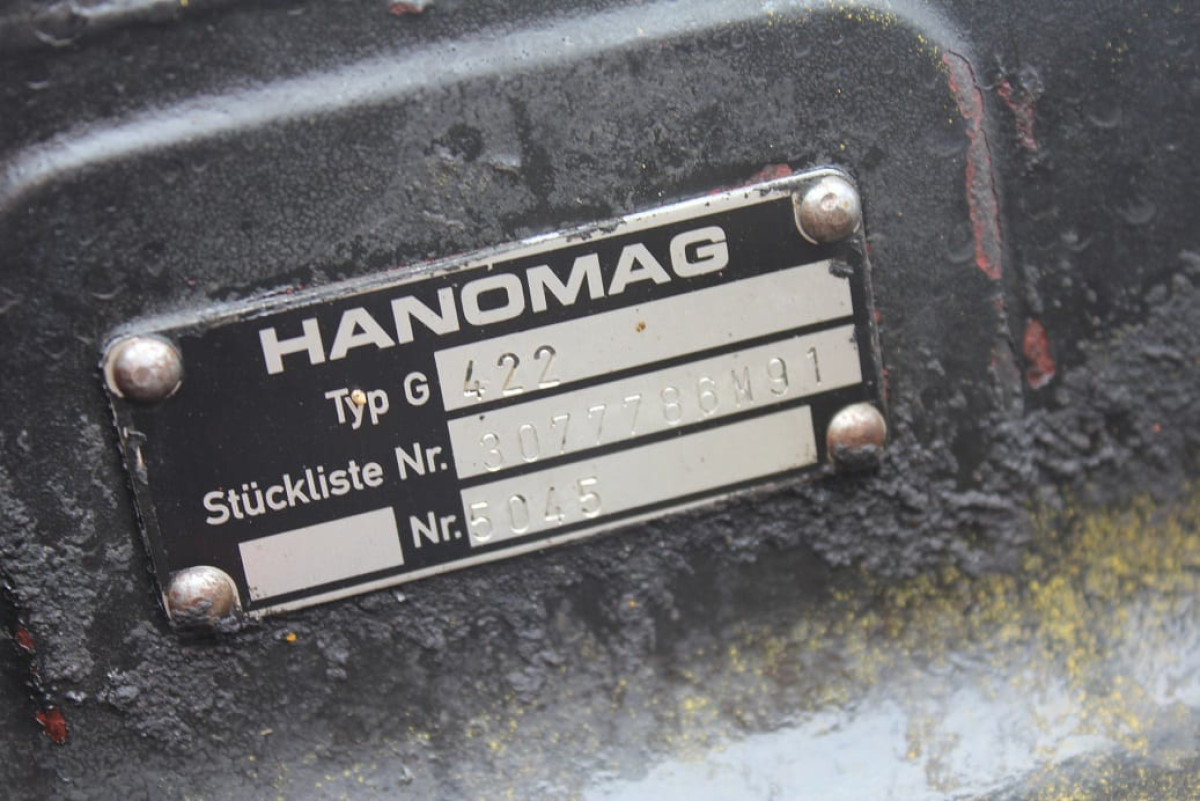 HANOMAG
Typ G 422
Stückliste Nr. 3077786M91
Nr. 5045